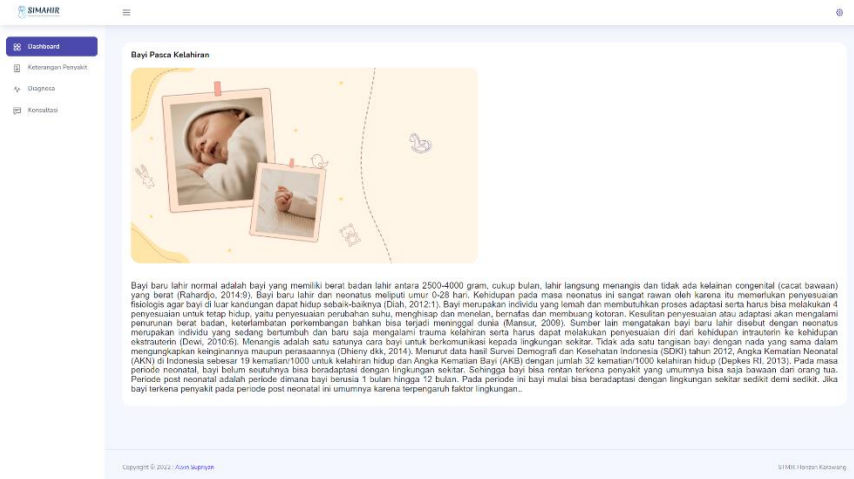 SIMAHIR
Dashboard
Keterangan Penyakit
Diagnosa
Konsultasi
Bayi Pasca Kelahiran
Bayi baru lahir normal adalah bayi yang memiliki berat badan lahir antara 2500-4000 gram, cukup bulan, lahir langsung menangis dan tidak ada kelainan congenital (cacat bawaan)
yang berat (Rahardjo, 2014:9). Bayi baru lahir dan neonatus meliputi umur 0-28 hari. Kehidupan pada masa neonatus ini sangat rawan oleh karena itu memerlukan penyesuaian
fisiologis agar bayi di luar kandungan dapat hidup sebaik-baiknya (Diah, 2012:1). Bayi merupakan individu yang lemah dan membutuhkan proses adaptasi serta harus bisa melakukan 4
penyesuaian untuk tetap hidup, yaitu penyesuaian perubahan suhu, menghisap dan menelan, bernafas dan membuang kotoran. Kesulitan penyesuaian atau adaptasi akan mengalami
penurunan berat badan, keterlambatan perkembangan bahkan bisa terjadi meninggal dunia (Mansur, 2009). Sumber lain mengatakan bayi baru lahir disebut dengan neonatus
merupakan individu yang sedang bertumbuh dan baru saja mengalami trauma kelahiran serta harus dapat melakukan penyesuaian diri dari kehidupan intrauterin ke kehidupan
ekstrauterin (Dewi, 2010:6). Menangis adalah satu satunya cara bayi untuk berkomunikasi kepada lingkungan sekitar. Tidak ada satu tangisan bayi dengan nada yang sama dalam
mengungkapkan keinginannya maupun perasaannya (Dhieny dkk, 2014). Menurut data hasil Survei Demografi dan Kesehatan Indonesia (SDKI) tahun 2012, Angka Kematian Neonatal
(AKN) di Indonesia sebesar 19 kematian/1000 untuk kelahiran hidup dan Angka Kematian Bayi (AKB) dengan jumlah 32 kematian/1000 kelahiran hidup (Depkes RI, 2013). Pada masa
periode neonatal, bayi belum seutuhnya bisa beradaptasi dengan lingkungan sekitar. Sehingga bayi bisa rentan terkena penyakit yang umumnya bisa saja bawaan dari orang tua.
Periode post neonatal adalah periode dimana bayi berusia 1 bulan hingga 12 bulan. Pada periode ini bayi mulai bisa beradaptasi dengan lingkungan sekitar sedikit demi sedikit. Jika
bayi terkena penyakit pada periode post neonatal ini umumnya karena terpengaruh faktor lingkungan..
Copyright © 2022 | Alvin Supriyan
STMIK Karawang